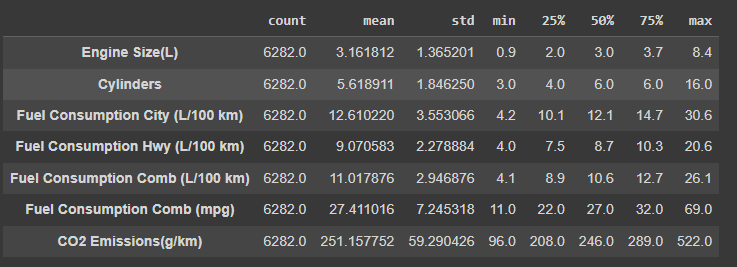 count mean std min 25% 50% 75% max
Engine Size(L) 6282.0 3.161812 1.365201 0.9 2.0 3.0 3.7 8.4
Cylinders 6282.0 5.618911 1.846250 3.0 4.0 6.0 6.0 16.0
Fuel Consumption City (L/100 km) 6282.0 12.610220 3.553066 4.2 10.1 12.1 14.7 30.6
Fuel Consumption Hwy (L/100 km) 6282.0 9.070583 2.278884 4.0 7.5 8.7 10.3 20.6
Fuel Consumption Comb (L/100 km) 6282.0 11.017876 2.946876 4.1 8.9 10.6 12.7 26.1
Fuel Consumption Comb (mpg) 6282.0 27.411016 7.245318 11.0 22.0 27.0 32.0 69.0
CO2 Emissions(g/km) 6282.0 251.157752 59.290426 96.0 208.0 246.0 289.0 522.0